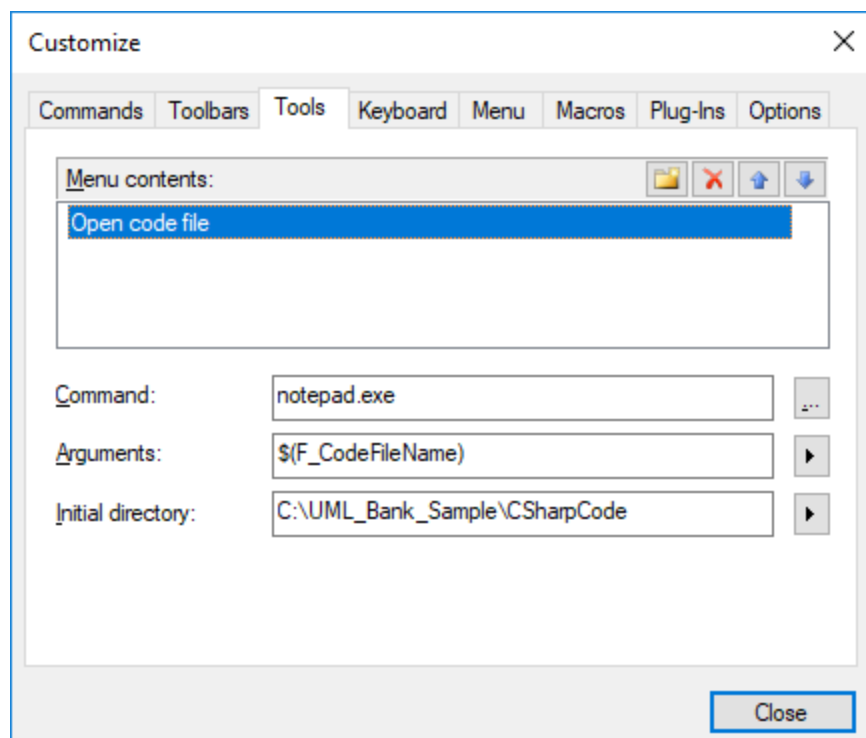 Customize
Commands Toolbars Tools Keyboard Menu Macros Plug-Ins Options
Menu contents:
Open code file
Command: notepad.exe ...
Arguments: $(F_CodeFileName)
Initial directory: C:\UML_Bank_Sample\CSharpCode
Close